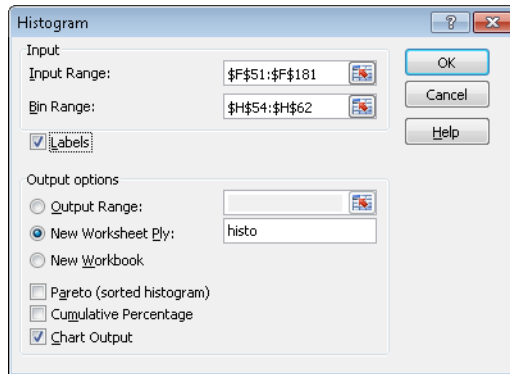 Histogram
Input
Input Range: $F$51:$F$181
Bin Range: $H$54:$H$62
Labels
OK
Cancel
Help
Output options
Output Range:
New Worksheet Ply: histo
New Workbook
Pareto (sorted histogram)
Cumulative Percentage
Chart Output